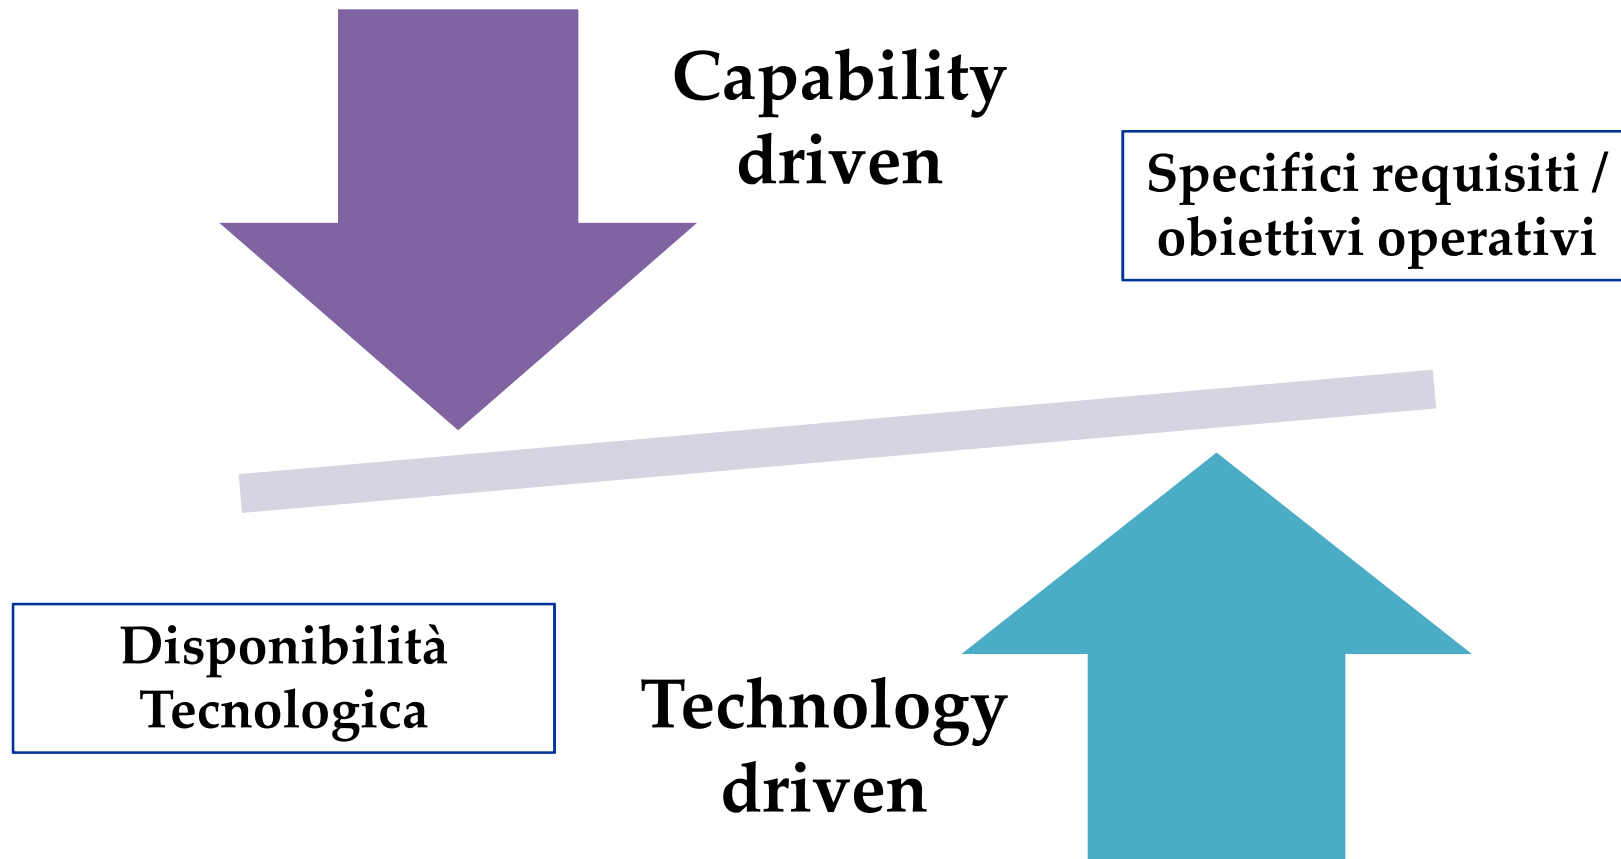 Capability
driven
Specifici requisiti /
obiettivi operativi
Disponibilità
Tecnologica
Technology
driven